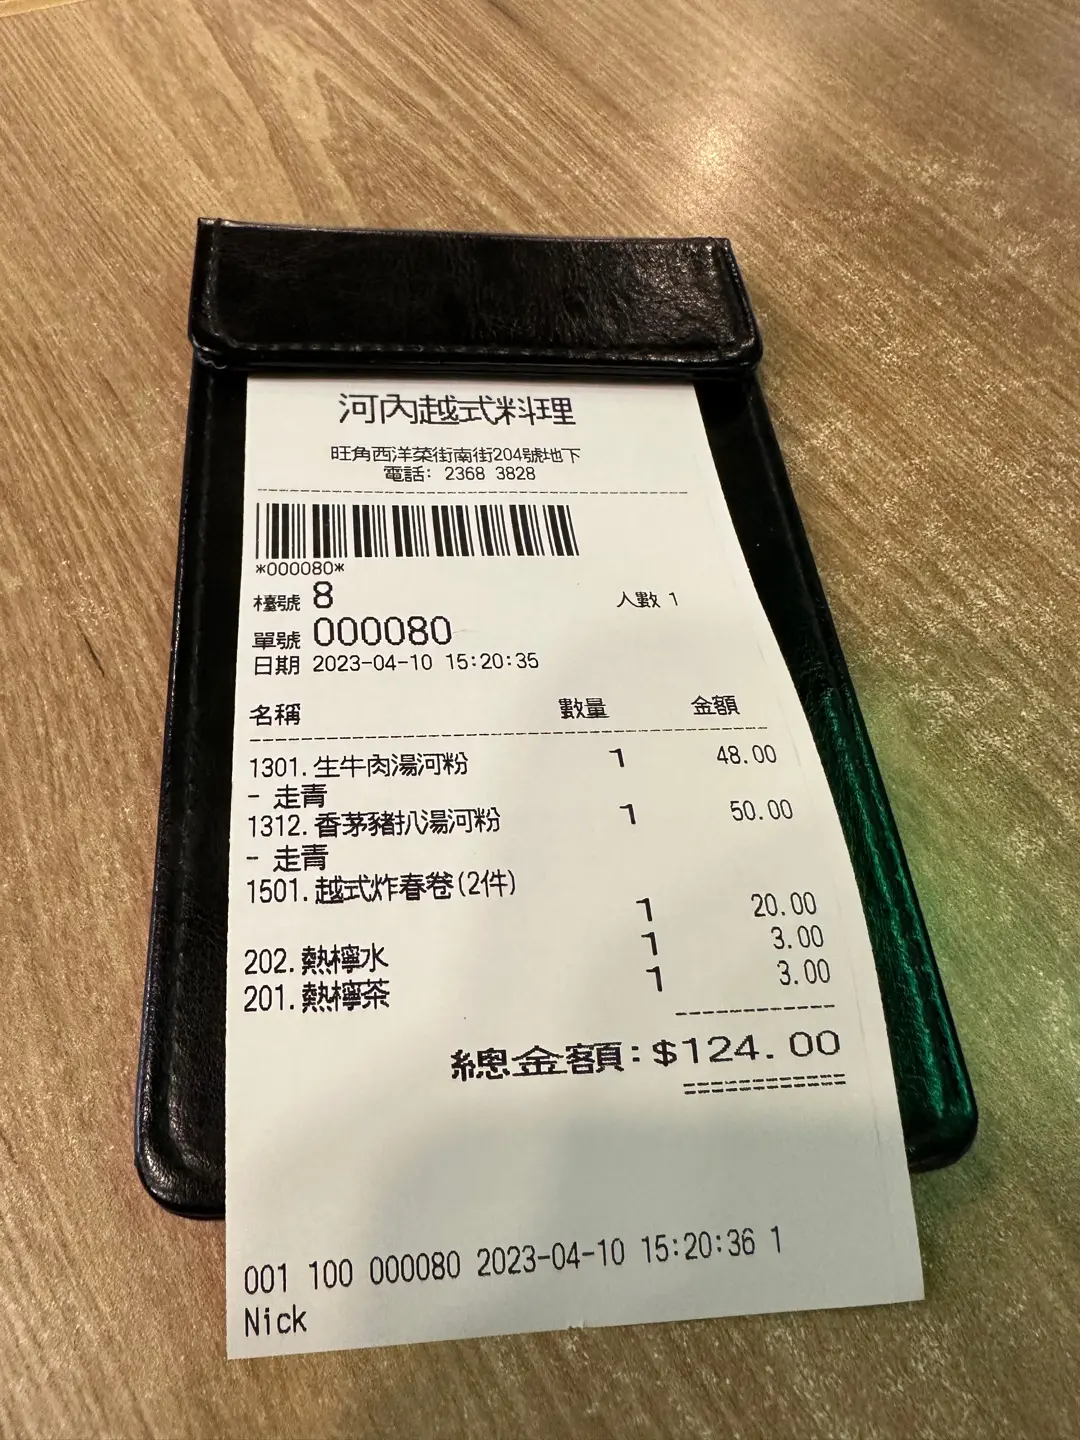 河內越式料理
旺角西洋菜街南街204號地下
電話: 2368 3828
*000080*
檯號 8 人數 1
單號 000080
日期 2023-04-10 15:20:35
名稱 數量 金額
1301.生牛肉湯河粉 1 48.00
- 走青
1312.香茅豬扒湯河粉 1 50.00
- 走青
1501.越式炸春卷(2件)
1 20.00
202.熱檸水 1 3.00
201.熱檸茶 1 3.00
總金額:$124.00
001 100 000080 2023-04-10 15:20:36 1
Nick